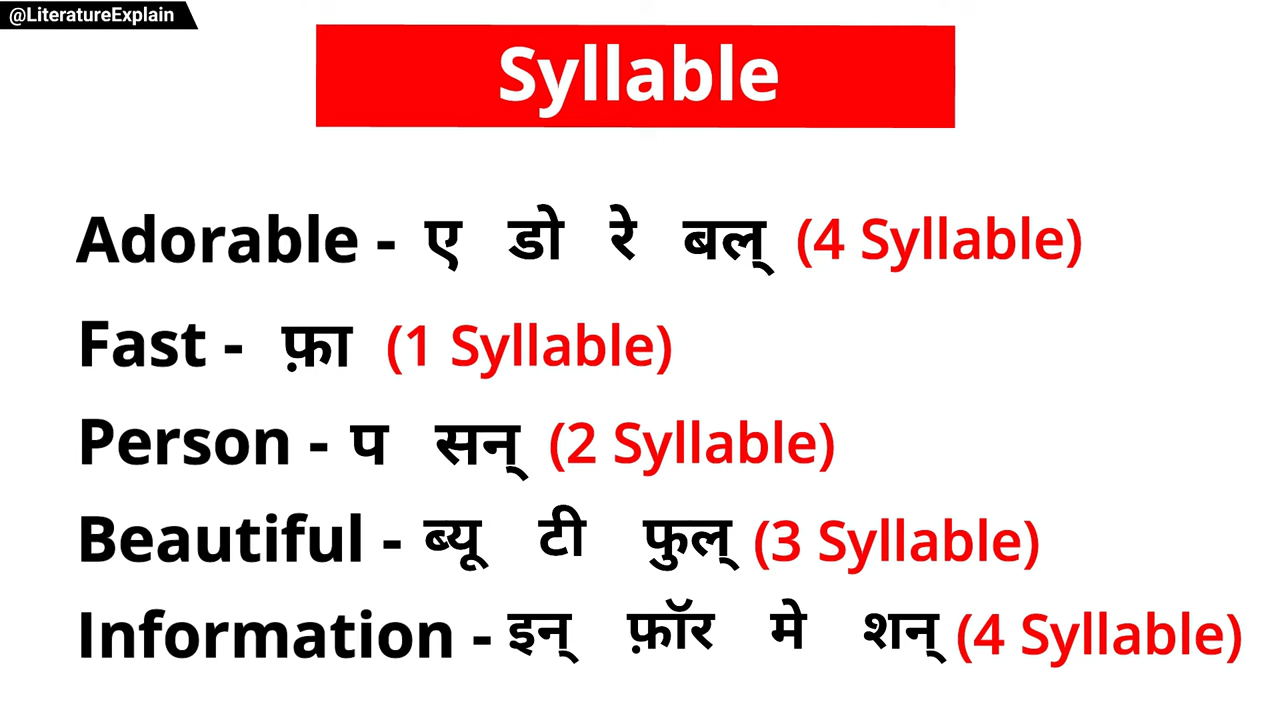 @LiteratureExplain
Syllable
Adorable - ए डो रे बल् (4 Syllable)
Fast - फ़ा (1 Syllable)
Person - प सन् (2 Syllable)
Beautiful - ब्यू टी फुल् (3 Syllable)
Information - इन् फ़ॉर मे शन् (4 Syllable)